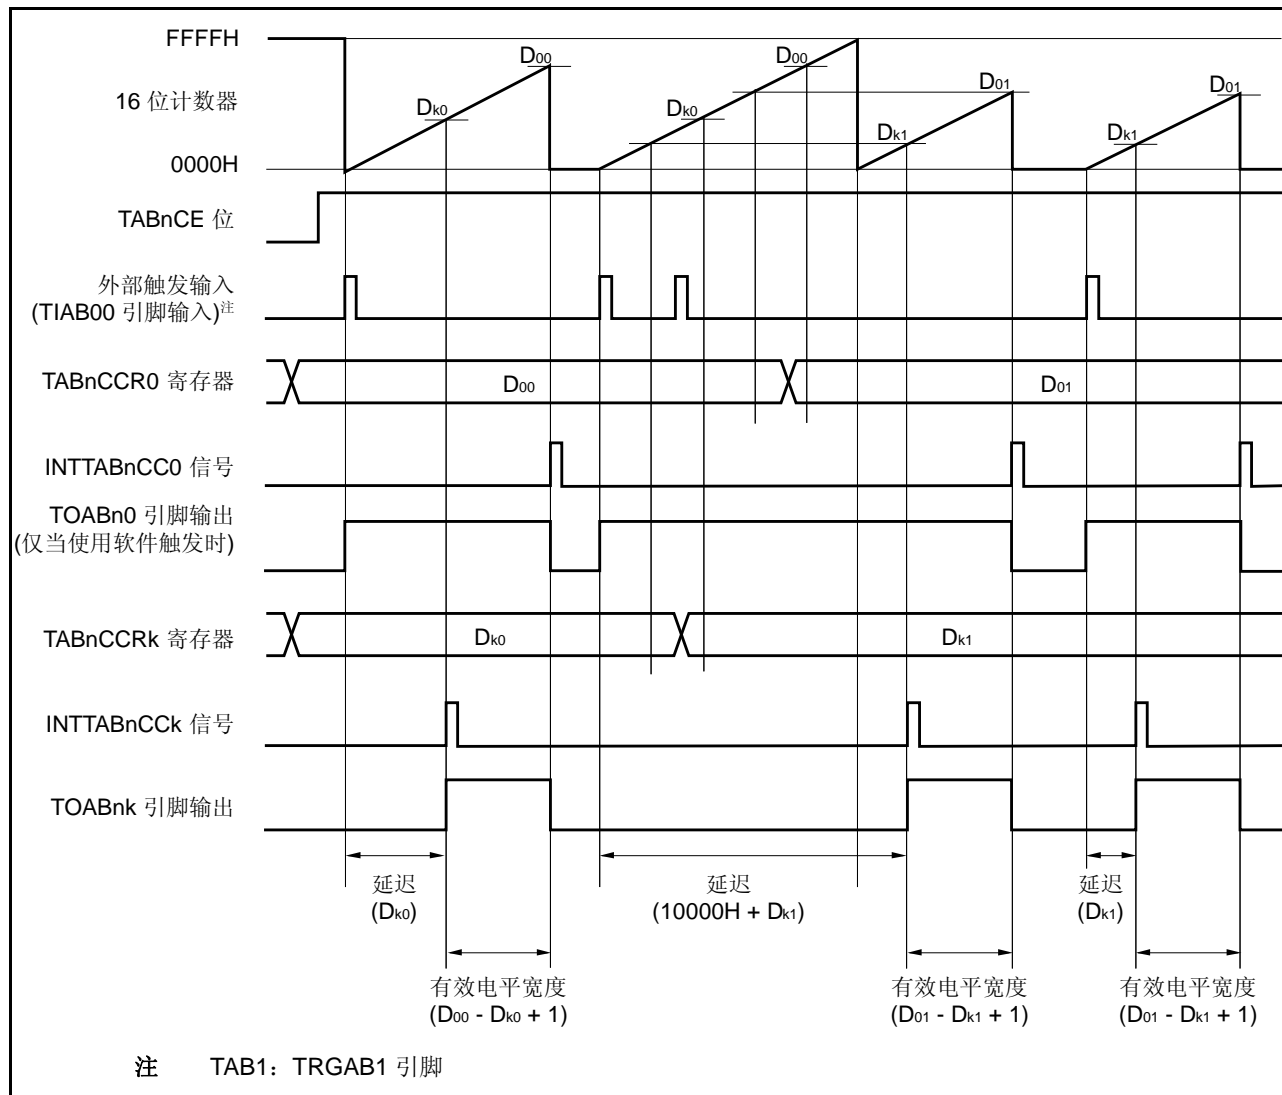 FFFFH
16 位计数器
0000H
D00
Dk0
D00
Dk0
D01
Dk1
D01
Dk1
TABnCE 位
外部触发输入
(TIAB00 引脚输入)注
TABnCCR0 寄存器
D00
D01
INTTABnCC0 信号
TOABn0 引脚输出
(仅当使用软件触发时)
TABnCCRk 寄存器
Dk0
Dk1
INTTABnCCk 信号
TOABnk 引脚输出
延迟
(Dk0)
延迟
(10000H + Dk1)
延迟
(Dk1)
有效电平宽度
(D00 - Dk0 + 1)
有效电平宽度
(D01 - Dk1 + 1)
有效电平宽度
(D01 - Dk1 + 1)
注 TAB1：TRGAB1 引脚